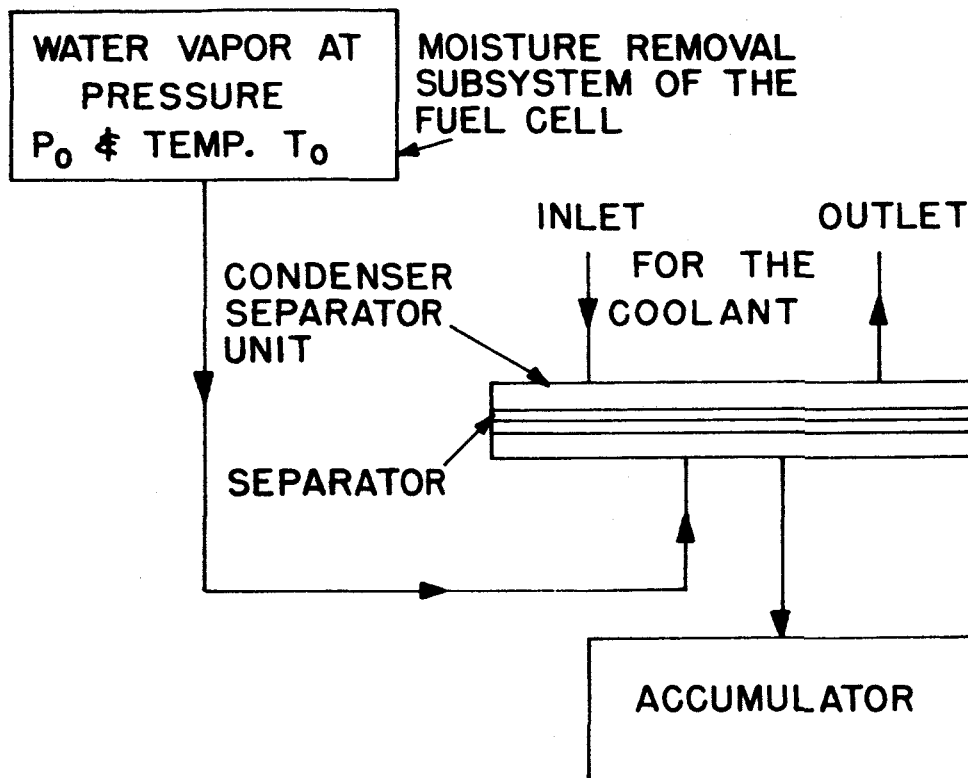 WATER VAPOR AT
PRESSURE
P₀ & TEMP. T₀
MOISTURE REMOVAL
SUBSYSTEM OF THE
FUEL CELL
INLET
OUTLET
FOR THE
COOLANT
CONDENSER
SEPARATOR
UNIT
SEPARATOR
ACCUMULATOR